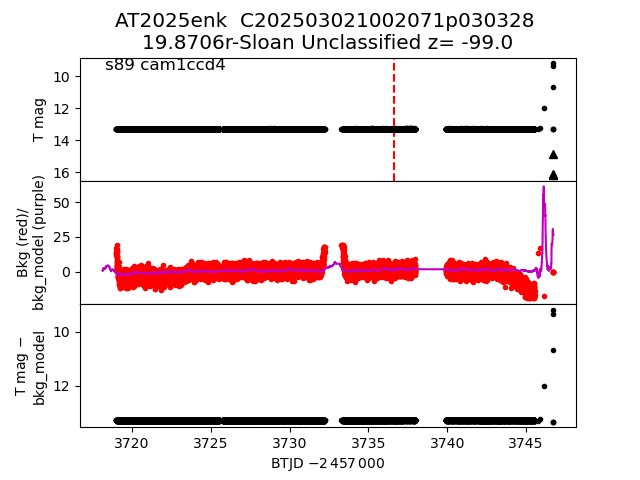 AT2025enk  C202503021002071p030328
19.8706r-Sloan Unclassified z= -99.0
s89 cam1ccd4
T mag
10
12
14
16
Bkg (red)/
bkg_model (purple)
50
25
0
T mag −
bkg_model
10
12
3720
3725
3730
3735
3740
3745
BTJD −2 457 000